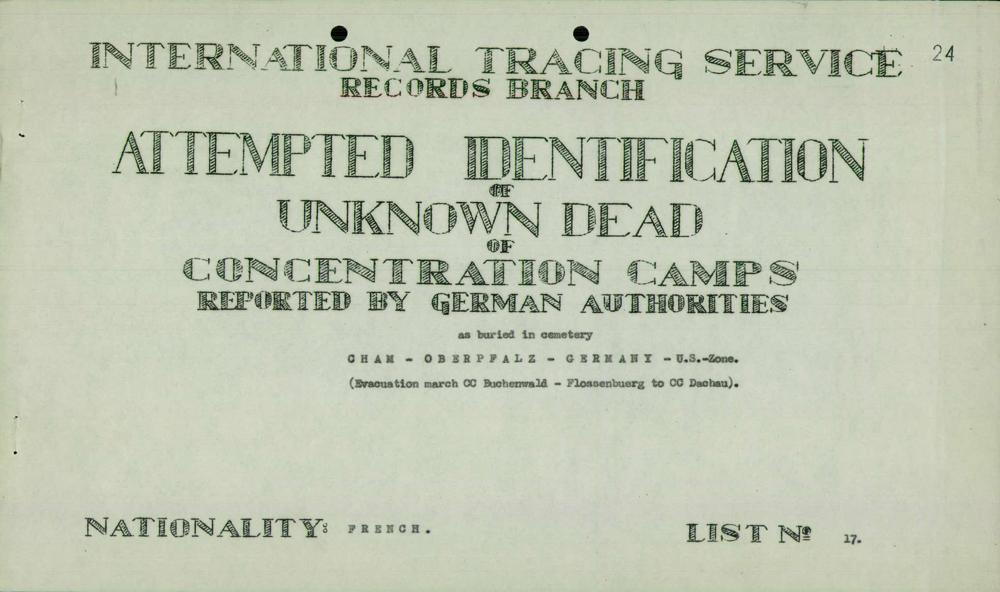 INTERNATIONAL TRACING SERVICE 24
RECORDS BRANCH
ATTEMPTED IDENTIFICATION
OF
UNKNOWN DEAD
OF
CONCENTRATION CAMPS
REPORTED BY GERMAN AUTHORITIES
as buried in cemetery
CHAM - OBERPFALZ - GERMANY - U.S.-Zone.
(Evacuation march CC Buchenwald - Flossenbuerg to CC Dachau).
NATIONALITY: FRENCH. LIST Nº 17.